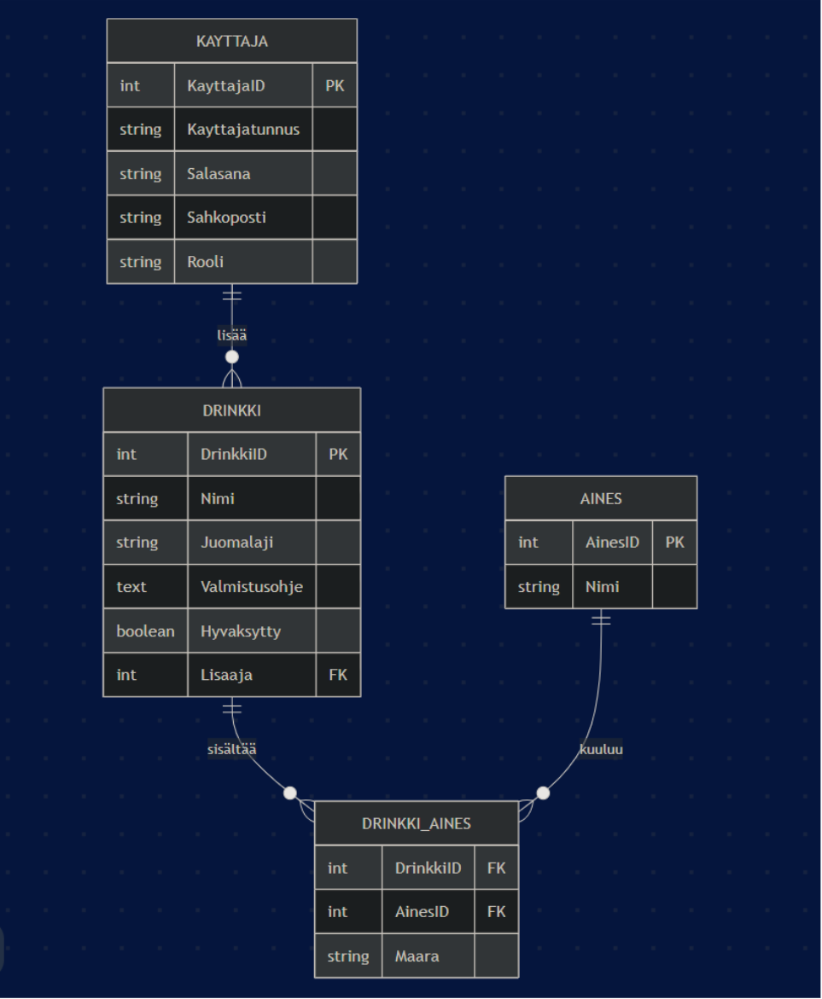 KAYTTAJA
int KayttajaID PK
string Kayttajatunnus
string Salasana
string Sahkoposti
string Rooli
lisää
DRINKKI
int DrinkkiID PK
string Nimi
string Juomalaji
text Valmistusohje
boolean Hyvaksytty
int Lisaaja FK
AINES
int AinesID PK
string Nimi
sisältää
kuuluu
DRINKKI_AINES
int DrinkkiID FK
int AinesID FK
string Maara